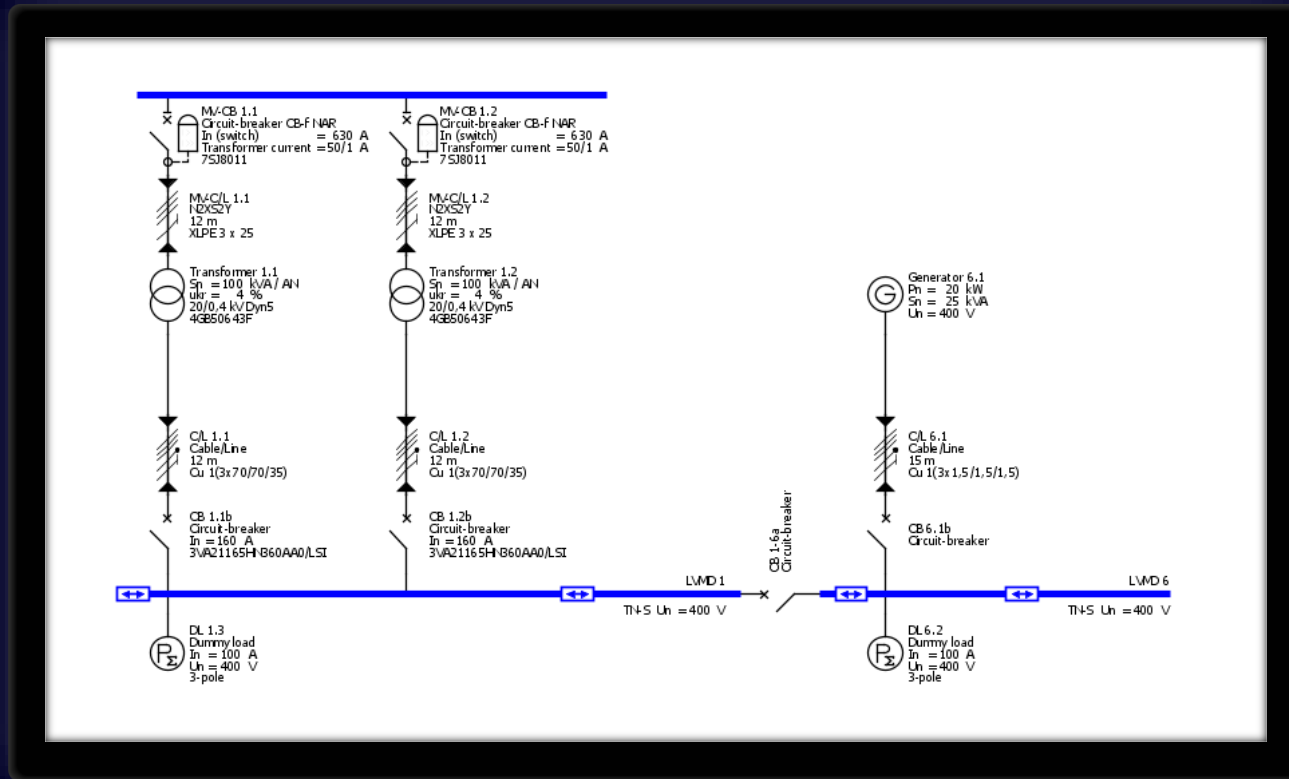 MV-CB 1.1
Circuit-breaker CB-f NAR
In (switch) = 630 A
Transformer current = 50/1 A
7SJ8011
MV-CB 1.2
Circuit-breaker CB-f NAR
In (switch) = 630 A
Transformer current = 50/1 A
7SJ8011
MV-C/L 1.1
N2XS2Y
12 m
XLPE 3 x 25
MV-C/L 1.2
N2XS2Y
12 m
XLPE 3 x 25
Transformer 1.1
Sn = 100 kVA / AN
ukr = 4 %
20/0,4 kV Dyn5
4GB50643F
Transformer 1.2
Sn = 100 kVA / AN
ukr = 4 %
20/0,4 kV Dyn5
4GB50643F
G
Generator 6.1
Pn = 20 kW
Sn = 25 kVA
Un = 400 V
C/L 1.1
Cable/Line
12 m
Cu 1(3x70/70/35)
C/L 1.2
Cable/Line
12 m
Cu 1(3x70/70/35)
C/L 6.1
Cable/Line
15 m
Cu 1(3x1,5/1,5/1,5)
CB 1.1b
Circuit-breaker
In = 160 A
3VA21165HN360AA0/LSI
CB 1.2b
Circuit-breaker
In = 160 A
3VA21165HN360AA0/LSI
CB 1-6a
Circuit-breaker
CB 6.1b
Circuit-breaker
LVMD 1
TN-S Un = 400 V
LVMD 6
TN-S Un = 400 V
PΣ
DL 1.3
Dummy load
In = 100 A
Un = 400 V
3-pole
PΣ
DL 6.2
Dummy load
In = 100 A
Un = 400 V
3-pole